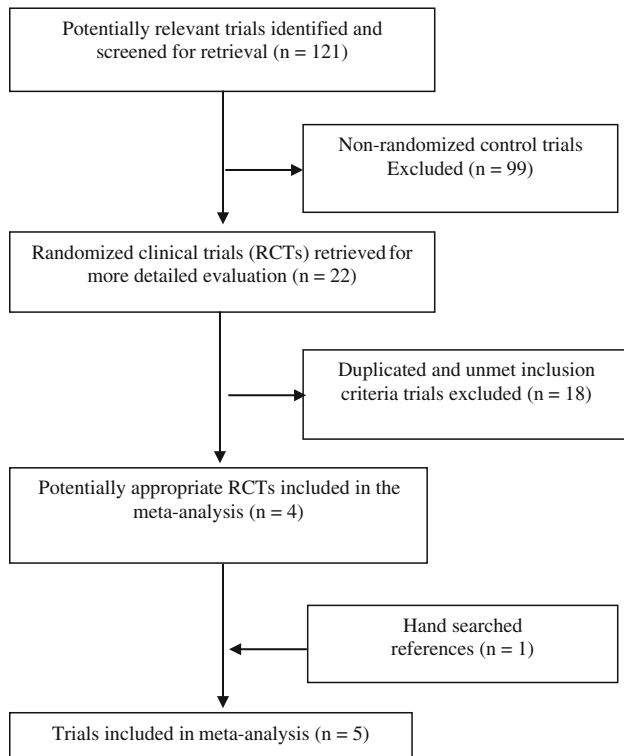 Potentially relevant trials identified and
screened for retrieval (n = 121)
Non-randomized control trials
Excluded (n = 99)
Randomized clinical trials (RCTs) retrieved for
more detailed evaluation (n = 22)
Duplicated and unmet inclusion
criteria trials excluded (n = 18)
Potentially appropriate RCTs included in the
meta-analysis (n = 4)
Hand searched
references (n = 1)
Trials included in meta-analysis (n = 5)